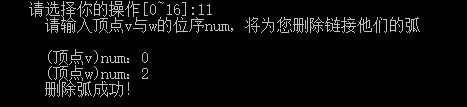 请选择你的操作[0~16]:11
请输入顶点v与w的位序num，将为您删除链接他们的弧
(顶点v)num: 0
(顶点w)num: 2
删除弧成功!